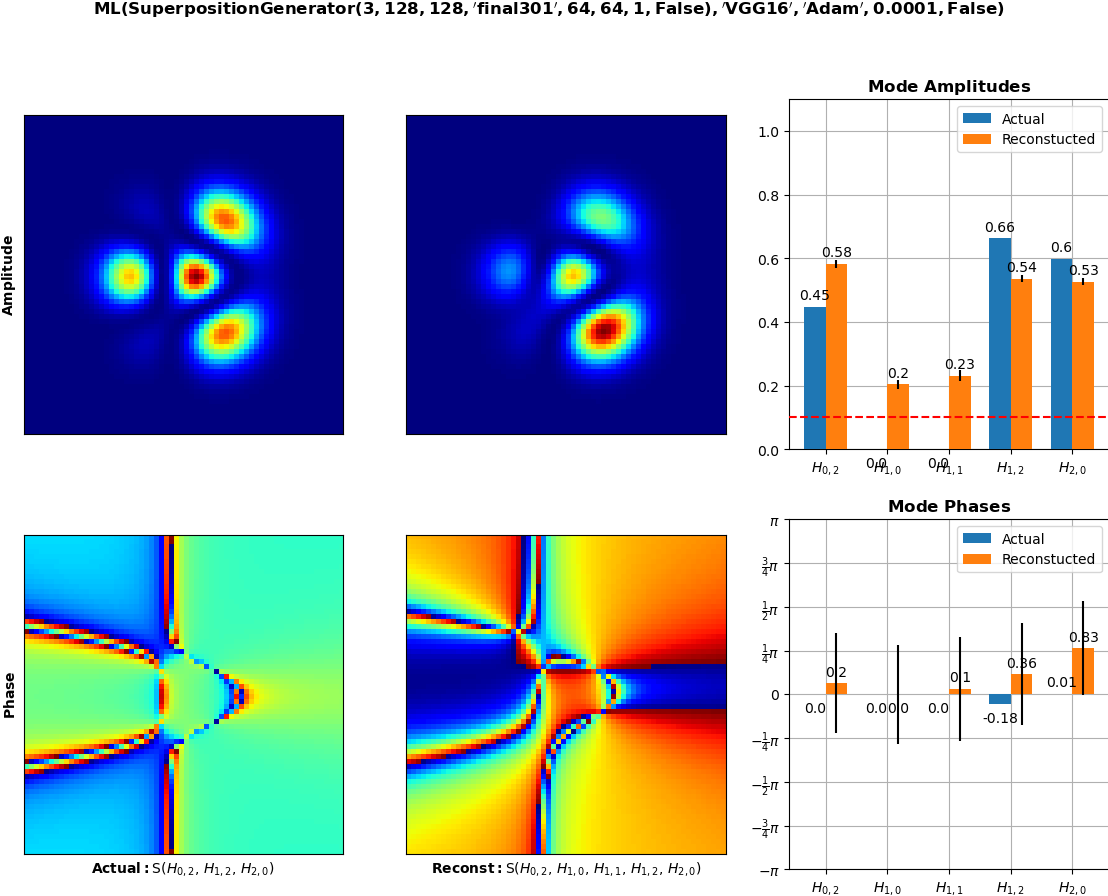 ML(SuperpositionGenerator(3, 128, 128, ′final301′, 64, 64, 1, False), ′VGG16′, ′Adam′, 0.0001, False)
Mode Amplitudes
Actual
Reconstucted
1.0
0.8
0.6
0.4
0.2
0.0
0.45
0.58
0.0
0.2
0.0
0.23
0.66
0.54
0.6
0.53
H0,2 H1,0 H1,1 H1,2 H2,0
Amplitude
Mode Phases
Actual
Reconstucted
π
3/4π
1/2π
1/4π
0
−1/4π
−1/2π
−3/4π
−π
0.0
0.2
0.0
0.0
0.0
0.1
-0.18
0.36
0.01
0.83
H0,2 H1,0 H1,1 H1,2 H2,0
Phase
Actual: S(H0,2, H1,2, H2,0)
Reconst: S(H0,2, H1,0, H1,1, H1,2, H2,0)